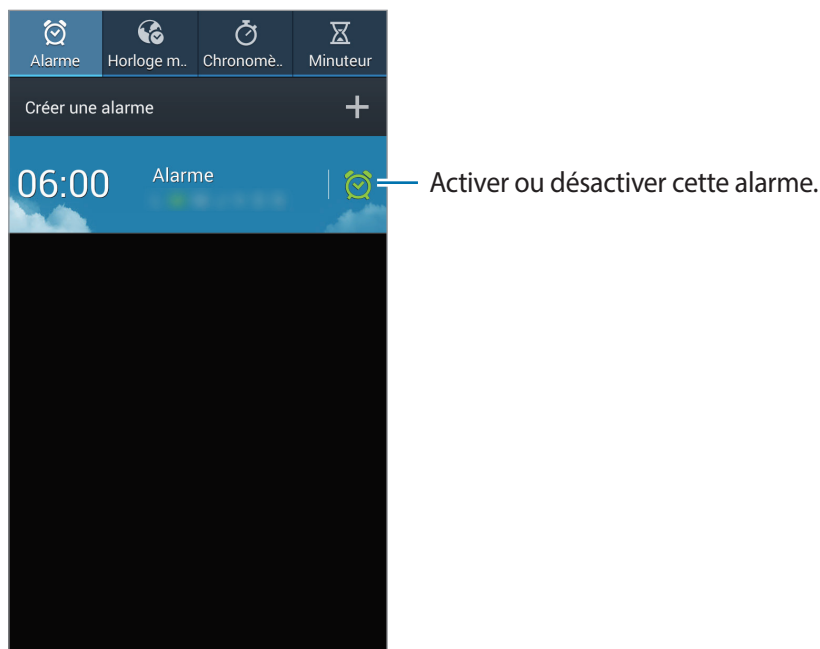 Alarme
Horloge m..
Chronomè..
Minuteur
Créer une alarme
06:00
Alarme
Activer ou désactiver cette alarme.